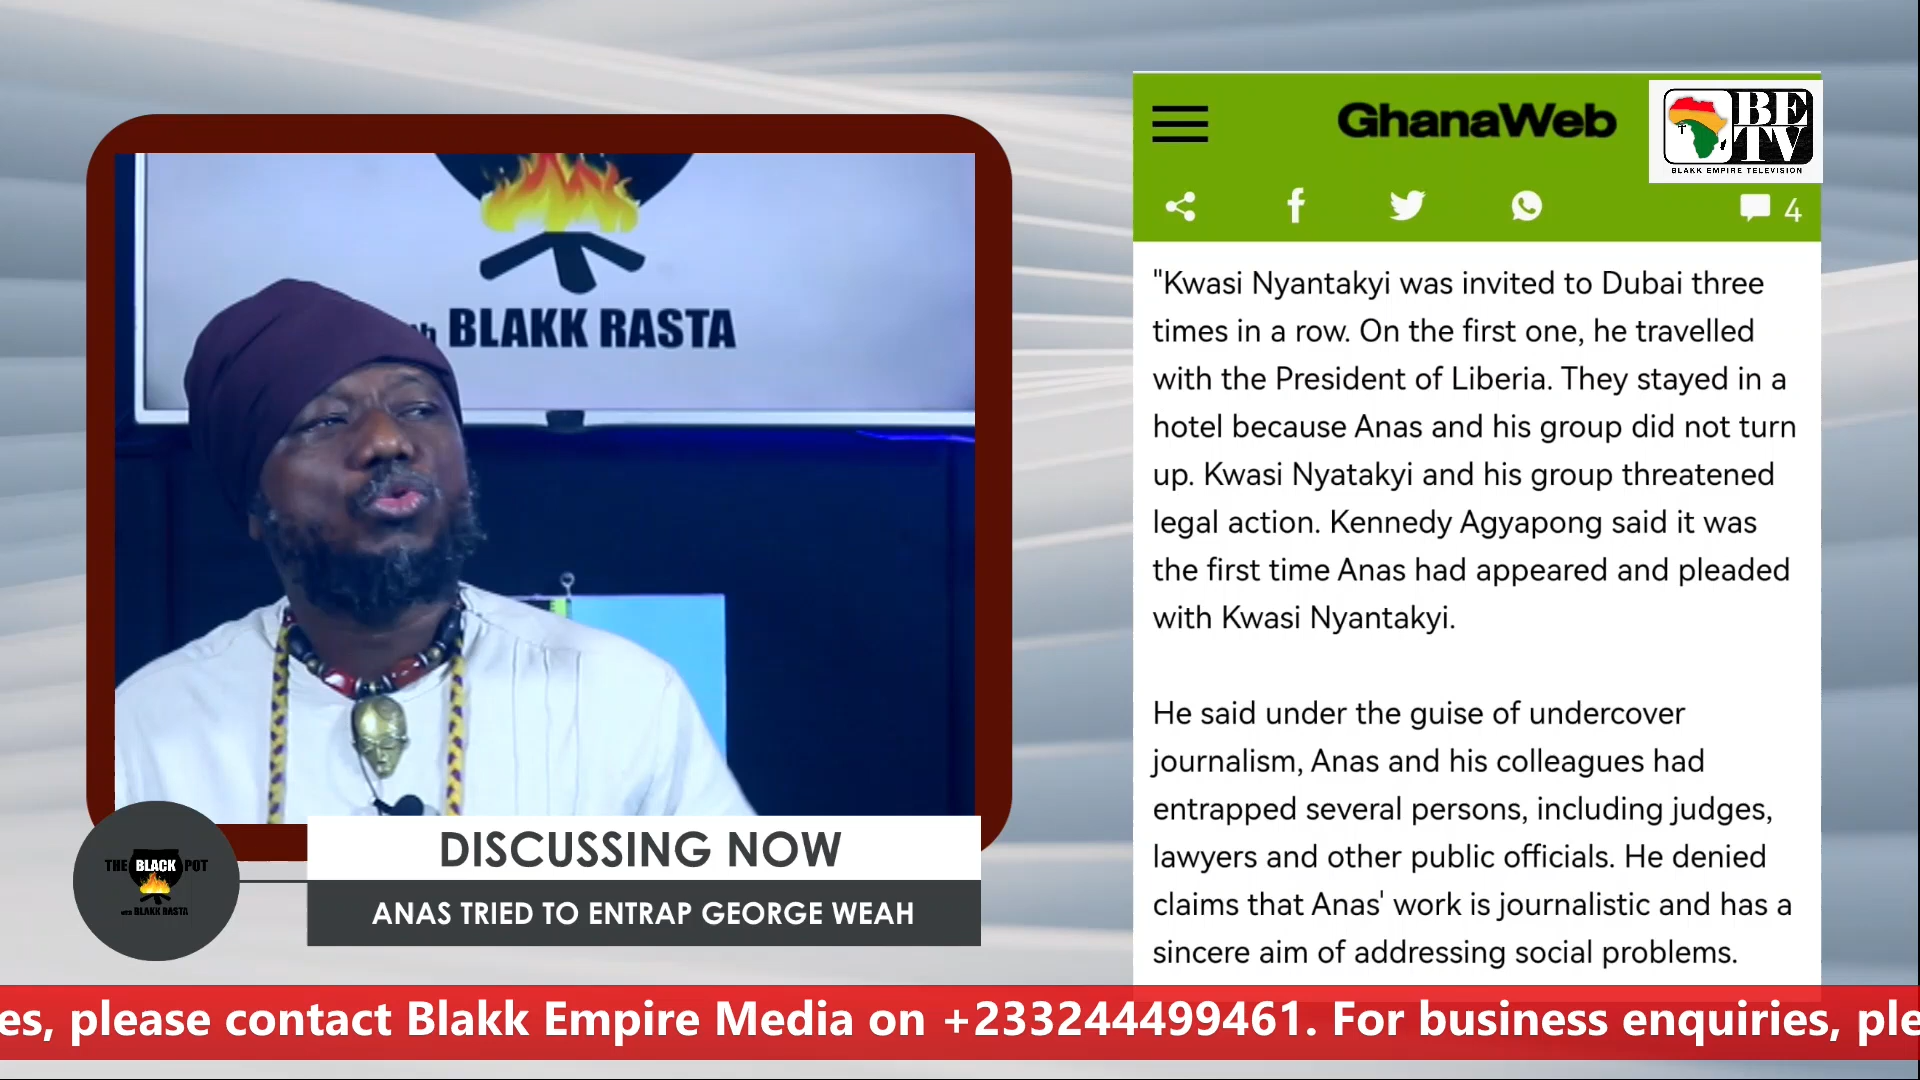 BLAKK RASTA
GhanaWeb
BE
TV
BLAKK EMPIRE TELEVISION
4
"Kwasi Nyantakyi was invited to Dubai three
times in a row. On the first one, he travelled
with the President of Liberia. They stayed in a
hotel because Anas and his group did not turn
up. Kwasi Nyatakyi and his group threatened
legal action. Kennedy Agyapong said it was
the first time Anas had appeared and pleaded
with Kwasi Nyantakyi.
He said under the guise of undercover
journalism, Anas and his colleagues had
entrapped several persons, including judges,
lawyers and other public officials. He denied
claims that Anas' work is journalistic and has a
sincere aim of addressing social problems.
THE BLACK POT
WITH BLAKK RASTA
DISCUSSING NOW
ANAS TRIED TO ENTRAP GEORGE WEAH
es, please contact Blakk Empire Media on +233244499461. For business enquiries, ple